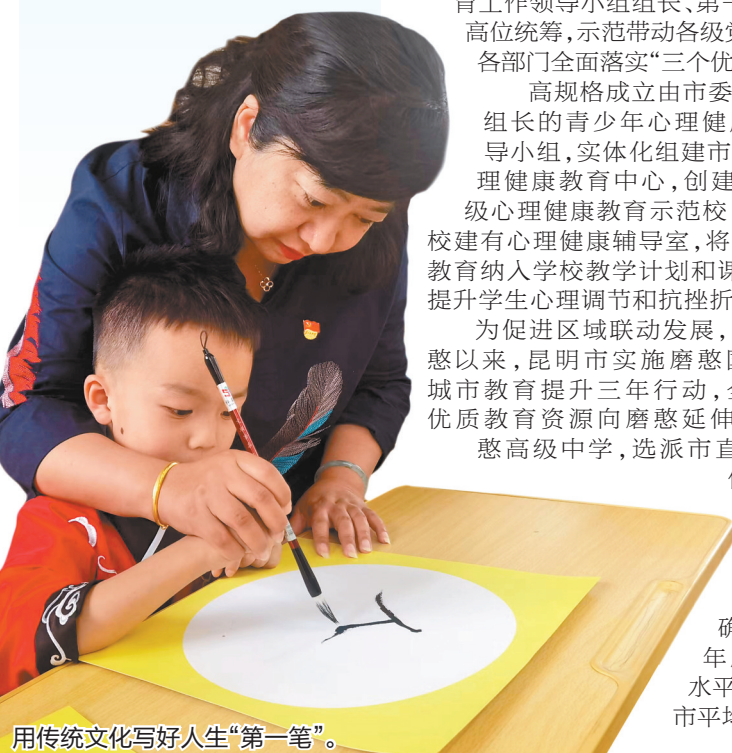 育工作领导小组组长、第一
高位统筹,示范带动各级党
各部门全面落实“三个优
高规格成立由市委
组长的青少年心理健康
导小组,实体化组建市
理健康教育中心,创建
级心理健康教育示范校
校建有心理健康辅导室,将
教育纳入学校教学计划和课
提升学生心理调节和抗挫折
为促进区域联动发展,
憨以来,昆明市实施磨憨国
城市教育提升三年行动,全
优质教育资源向磨憨延伸
憨高级中学,选派市直
确
年
水平
市平均
用传统文化写好人生“第一笔”。